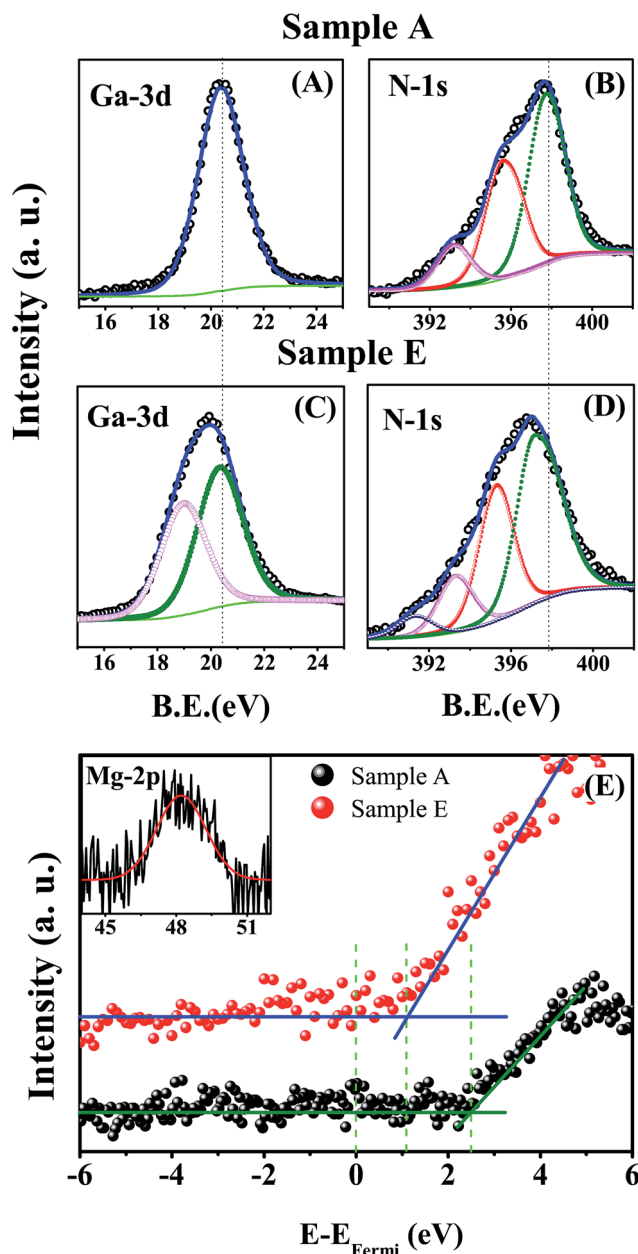 Sample A
Ga-3d
(A)
N-1s
(B)
16 18 20 22 24
392 396 400
Sample E
Ga-3d
(C)
N-1s
(D)
16 18 20 22 24
392 396 400
B.E.(eV)
B.E.(eV)
Intensity (a. u.)
Mg-2p
45 48 51
Sample A
Sample E
(E)
Intensity (a. u.)
-6 -4 -2 0 2 4 6
E-EFermi (eV)